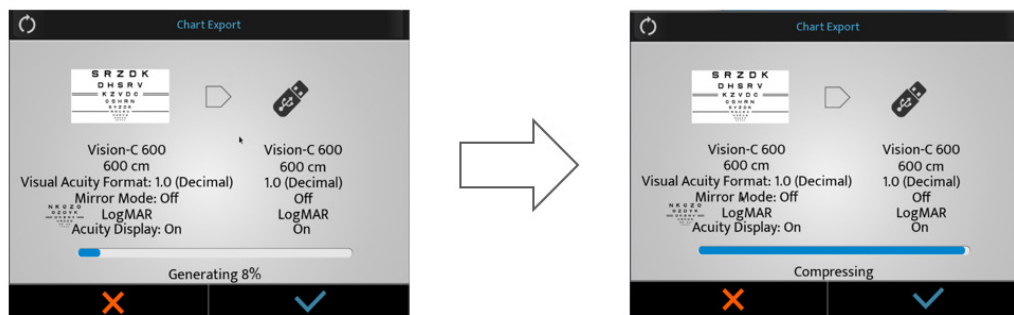 Chart Export
S R Z D K
D H S R V
K Z V D C
Vision-C 600
600 cm
Visual Acuity Format: 1.0 (Decimal)
Mirror Mode: Off
LogMAR
Acuity Display: On
Vision-C 600
600 cm
1.0 (Decimal)
Off
LogMAR
On
N K C Z O
Generating 8%
Chart Export
S R Z D K
D H S R V
K Z V D C
Vision-C 600
600 cm
Visual Acuity Format: 1.0 (Decimal)
Mirror Mode: Off
LogMAR
Acuity Display: On
Vision-C 600
600 cm
1.0 (Decimal)
Off
LogMAR
On
N K C Z O
Compressing